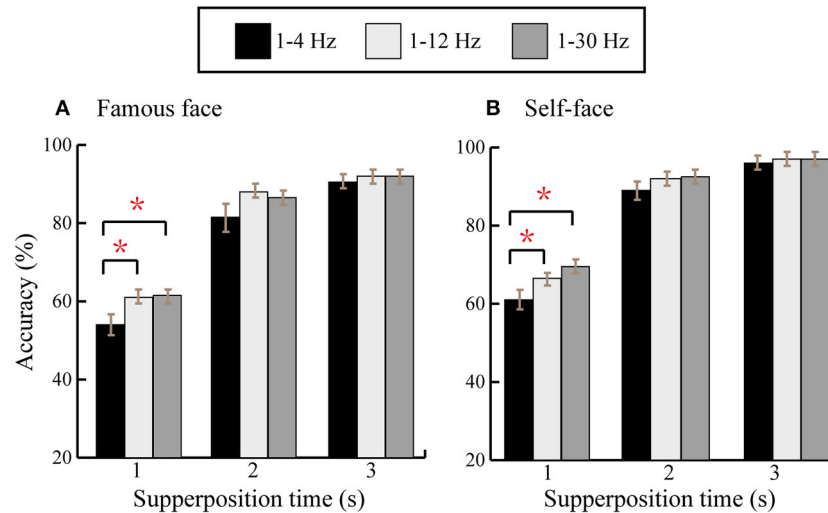 1-4 Hz 1-12 Hz 1-30 Hz
A Famous face
Accuracy (%)
100
80
60
40
20
* *
1 2 3
Supperposition time (s)
B Self-face
100
80
60
40
20
* *
1 2 3
Supperposition time (s)